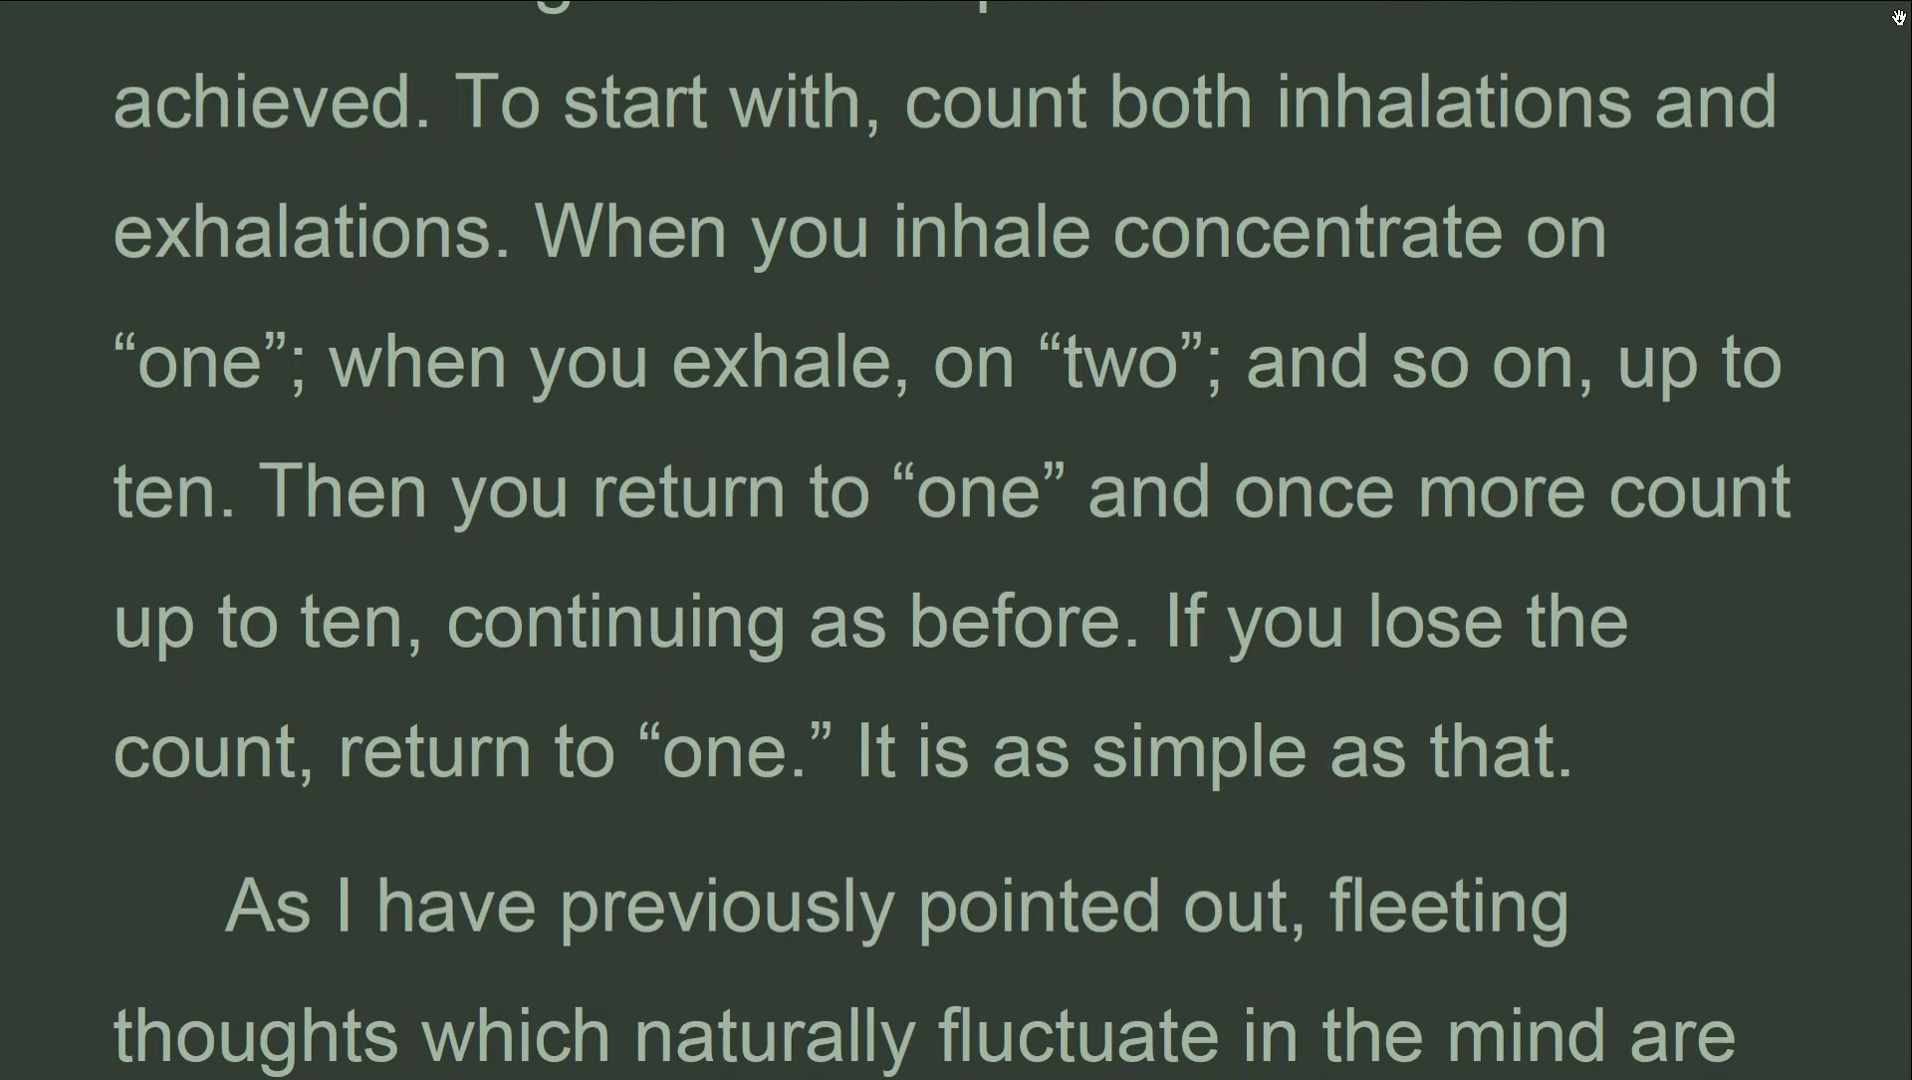 achieved. To start with, count both inhalations and
exhalations. When you inhale concentrate on
“one”; when you exhale, on “two”; and so on, up to
ten. Then you return to “one” and once more count
up to ten, continuing as before. If you lose the
count, return to “one.” It is as simple as that.
As I have previously pointed out, fleeting
thoughts which naturally fluctuate in the mind are